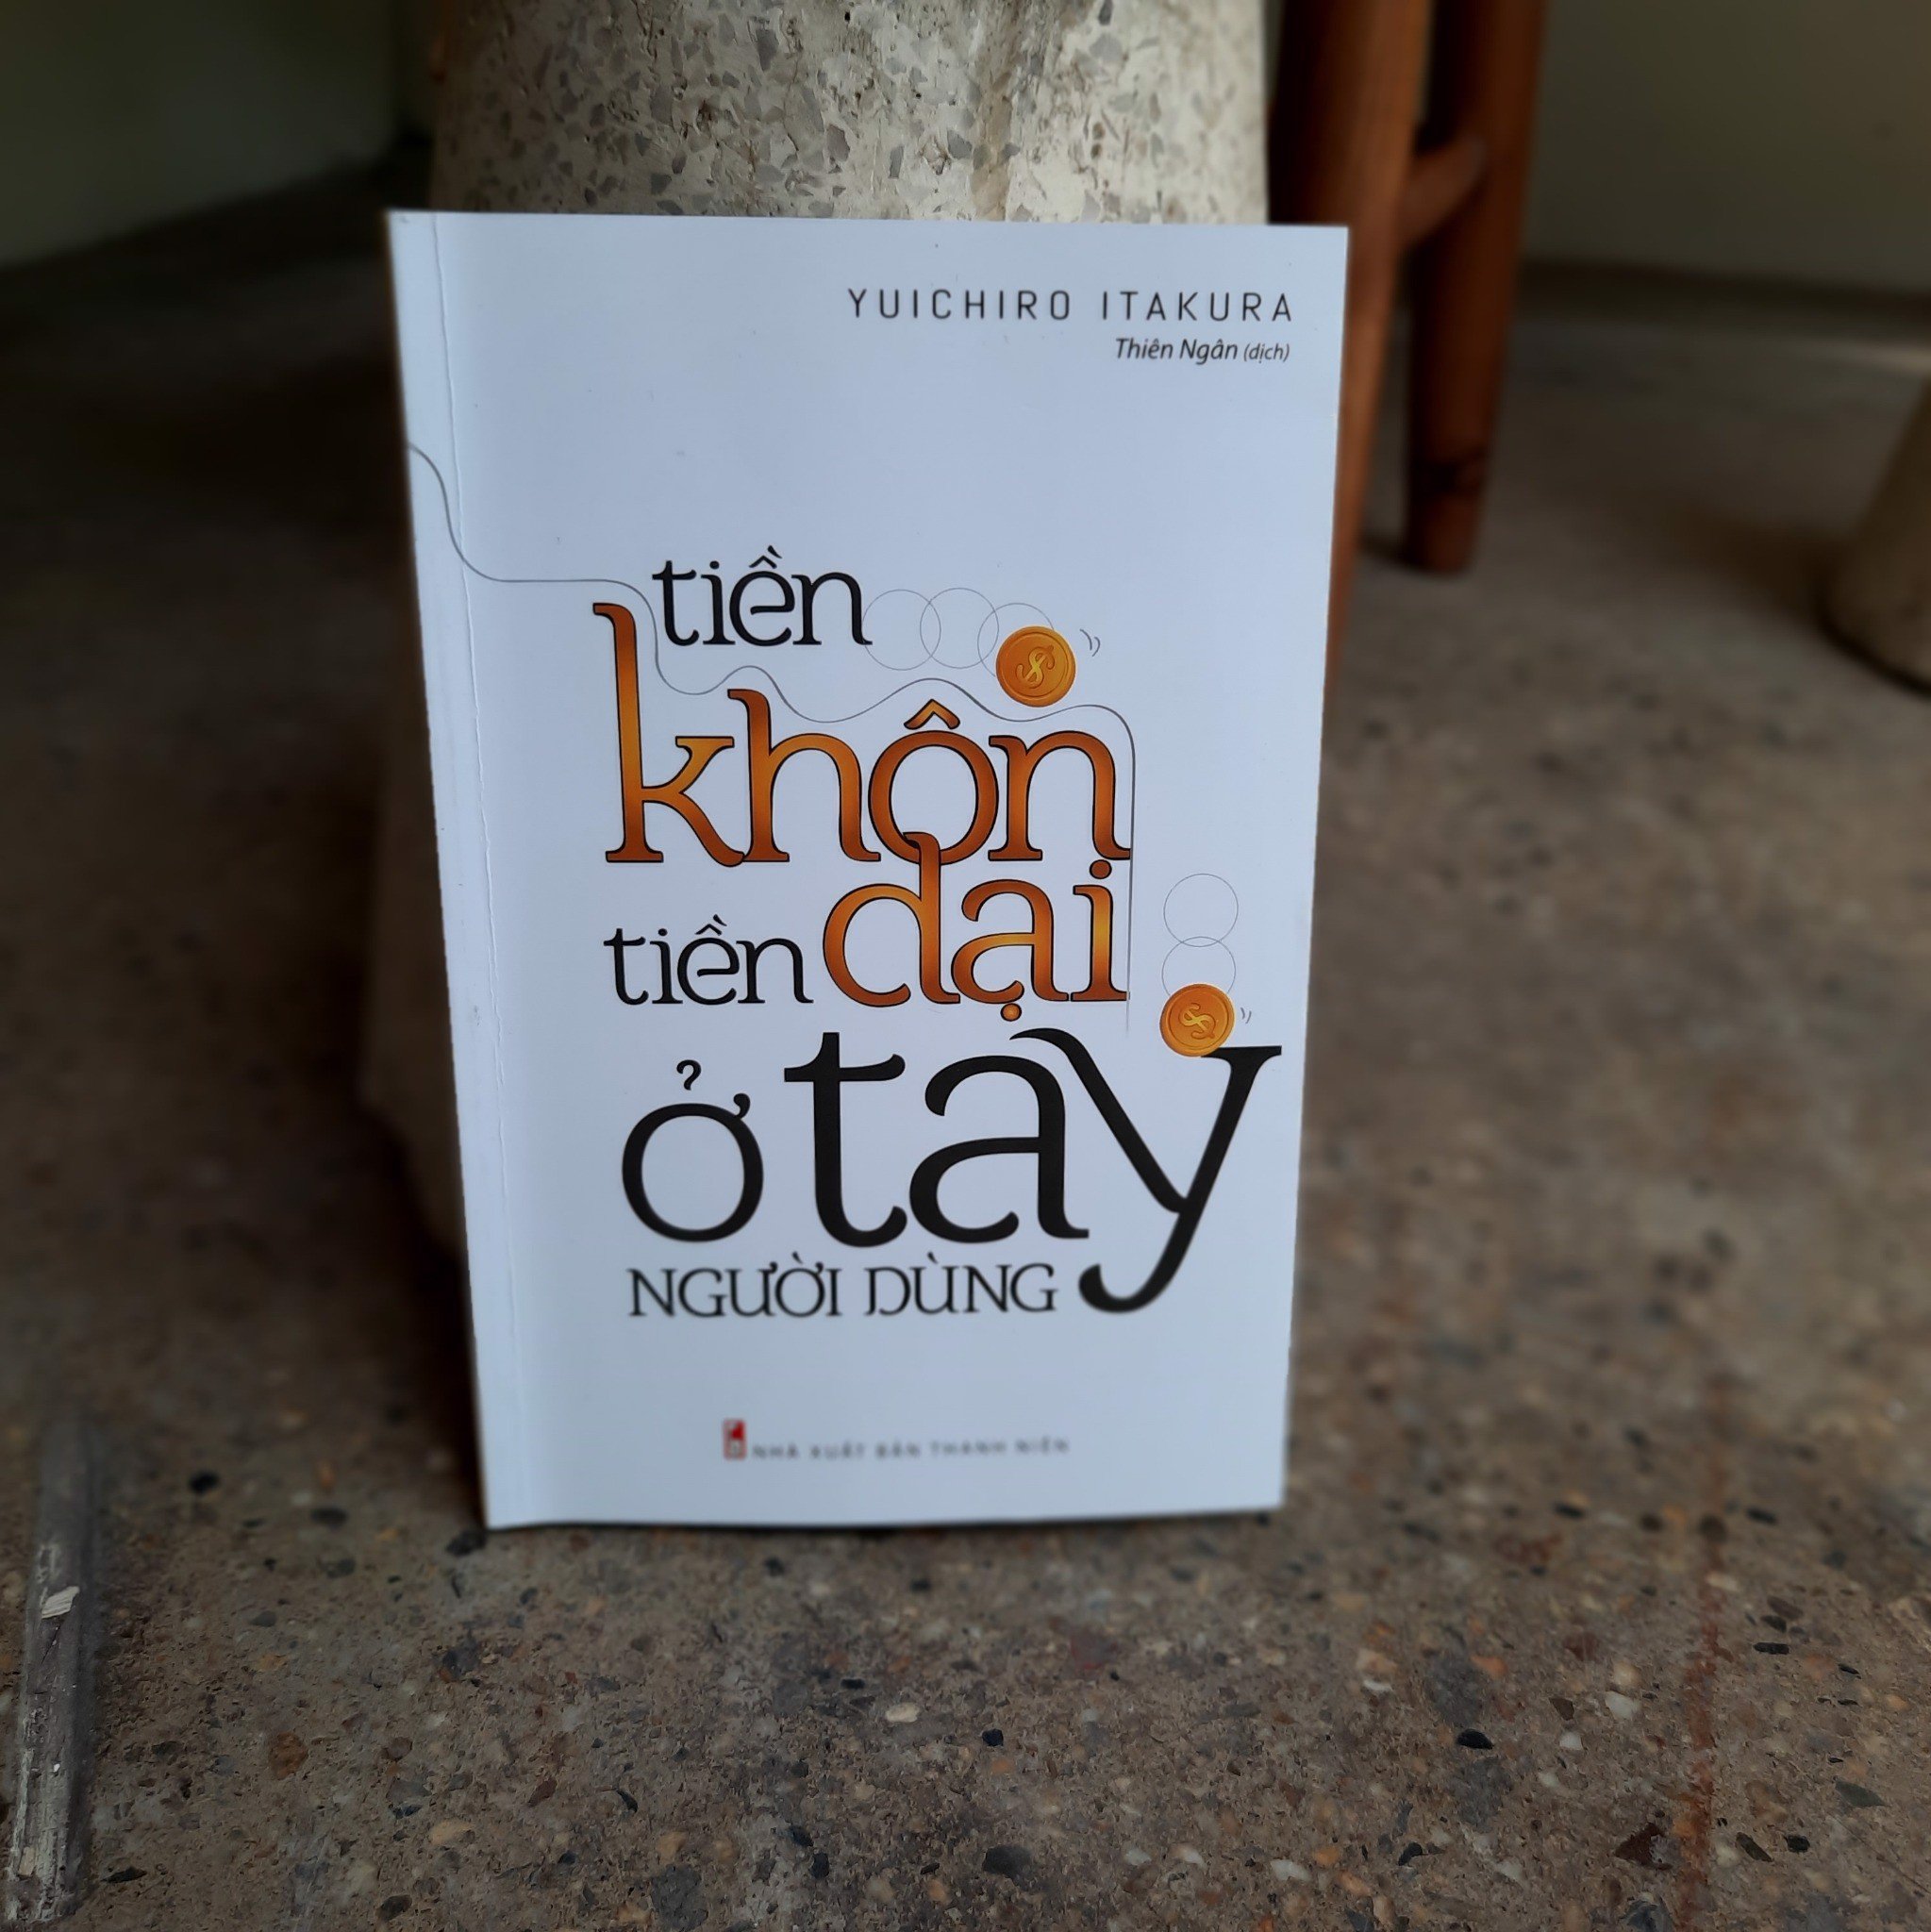 YUICHIRO ITAKURA
Thiên Ngân (dịch)
tiền
khôn
tiền dại
ở tay
NGƯỜI DÙNG
NHÀ XUẤT BẢN THANH NIÊN